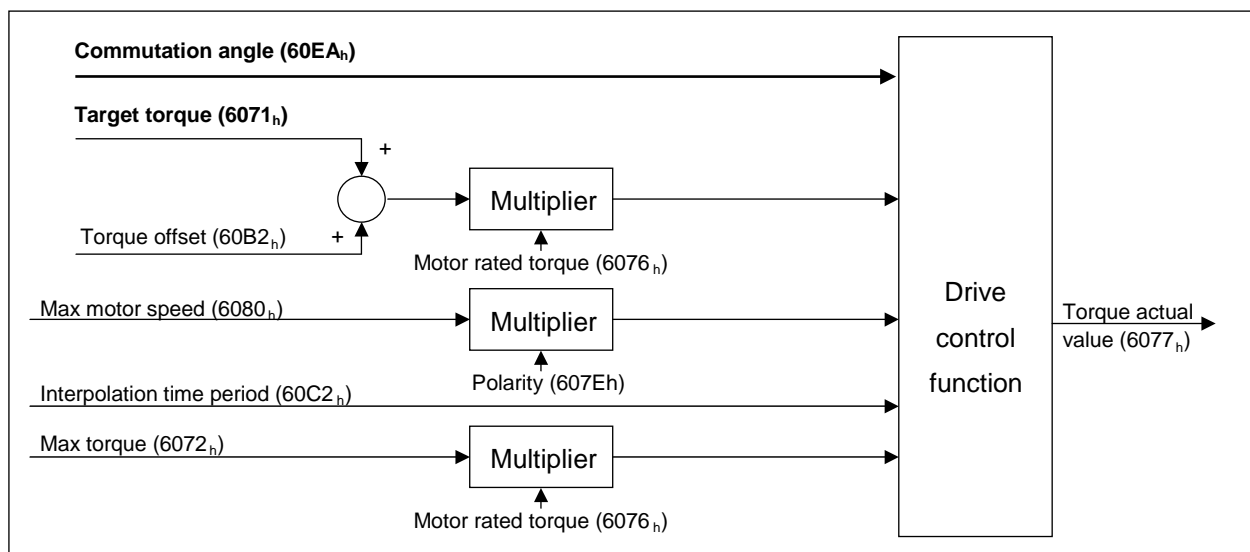 Commutation angle (60EAh)
Target torque (6071h)
+
Multiplier
Torque offset (60B2h)
+
Motor rated torque (6076h)
Max motor speed (6080h)
Multiplier
Polarity (607Eh)
Interpolation time period (60C2h)
Max torque (6072h)
Multiplier
Motor rated torque (6076h)
Drive
control
function
Torque actual
value (6077h)